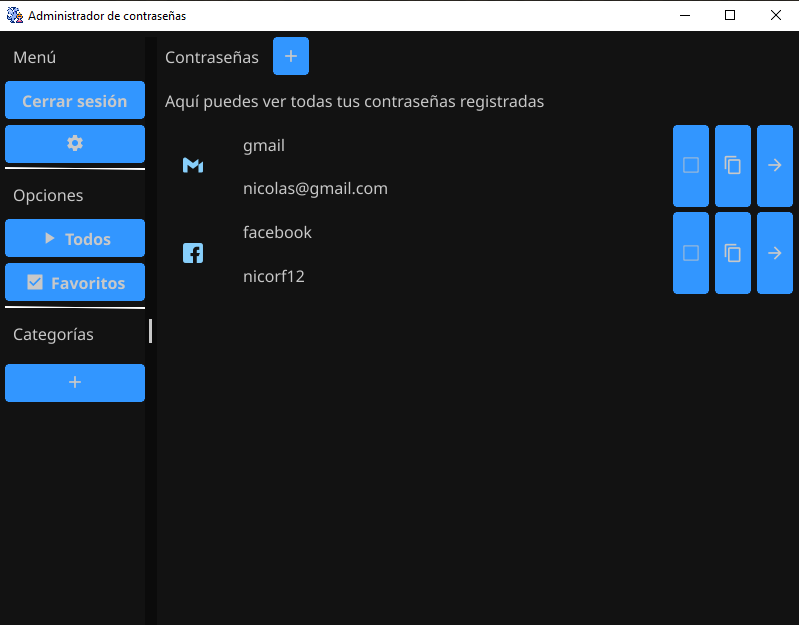 Administrador de contraseñas
Menú
Cerrar sesión
Opciones
Todos
Favoritos
Categorías
Contraseñas
Aquí puedes ver todas tus contraseñas registradas
gmail
nicolas@gmail.com
facebook
nicorf12